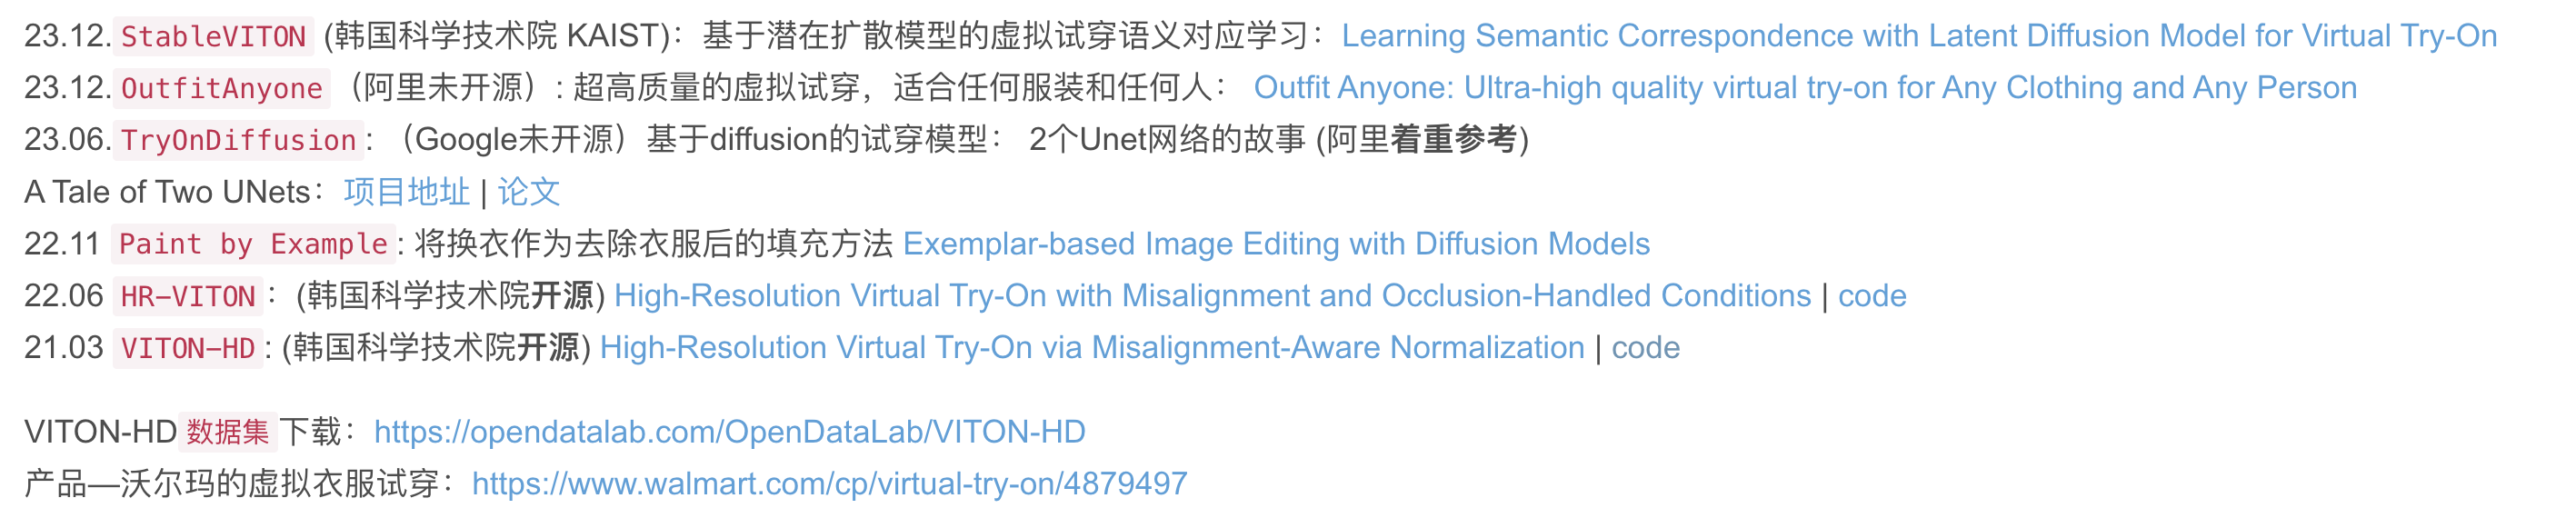 23.12.StableVITON (韩国科学技术院 KAIST)：基于潜在扩散模型的虚拟试穿语义对应学习：Learning Semantic Correspondence with Latent Diffusion Model for Virtual Try-On
23.12.OutfitAnyone（阿里未开源）: 超高质量的虚拟试穿，适合任何服装和任何人： Outfit Anyone: Ultra-high quality virtual try-on for Any Clothing and Any Person
23.06.TryOnDiffusion: （Google未开源）基于diffusion的试穿模型： 2个Unet网络的故事 (阿里着重参考)
A Tale of Two UNets：项目地址 | 论文
22.11 Paint by Example: 将换衣作为去除衣服后的填充方法 Exemplar-based Image Editing with Diffusion Models
22.06 HR-VITON： (韩国科学技术院开源) High-Resolution Virtual Try-On with Misalignment and Occlusion-Handled Conditions | code
21.03 VITON-HD: (韩国科学技术院开源) High-Resolution Virtual Try-On via Misalignment-Aware Normalization | code
VITON-HD数据集下载：https://opendatalab.com/OpenDataLab/VITON-HD
产品—沃尔玛的虚拟衣服试穿：https://www.walmart.com/cp/virtual-try-on/4879497